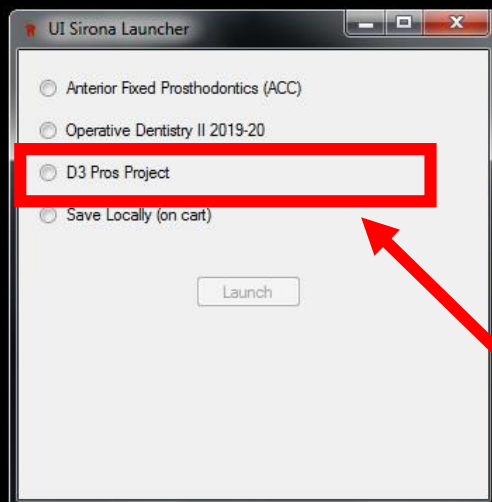 UI Sirona Launcher
Anterior Fixed Prosthodontics (ACC)
Operative Dentistry II 2019-20
D3 Pros Project
Save Locally (on cart)
Launch